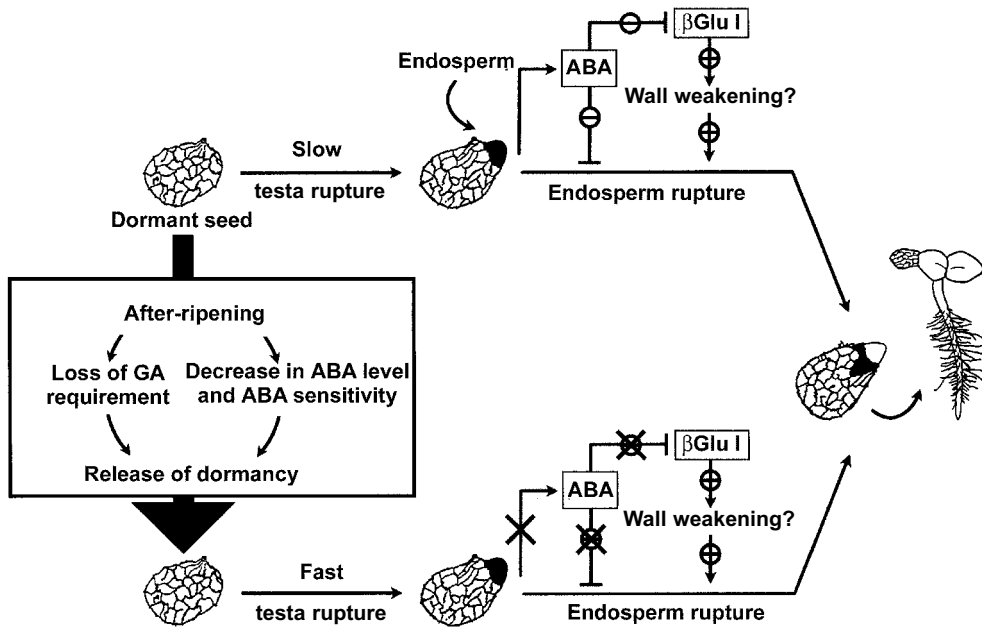 βGlu I
Endosperm
ABA
Wall weakening?
Slow
testa rupture
Endosperm rupture
Dormant seed
After-ripening
Loss of GA
requirement
Decrease in ABA level
and ABA sensitivity
Release of dormancy
βGlu I
ABA
Wall weakening?
Fast
testa rupture
Endosperm rupture